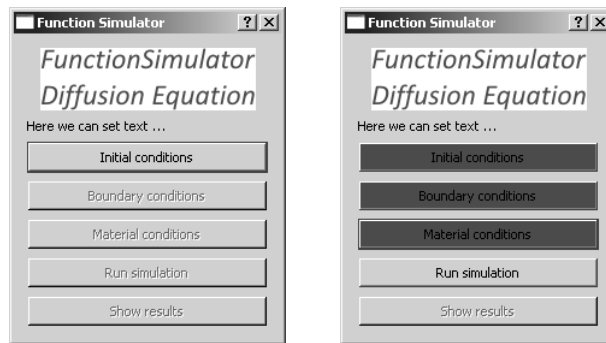 Function Simulator
FunctionSimulator
Diffusion Equation
Here we can set text ...
Initial conditions
Boundary conditions
Material conditions
Run simulation
Show results
Function Simulator
FunctionSimulator
Diffusion Equation
Here we can set text ...
Initial conditions
Boundary conditions
Material conditions
Run simulation
Show results